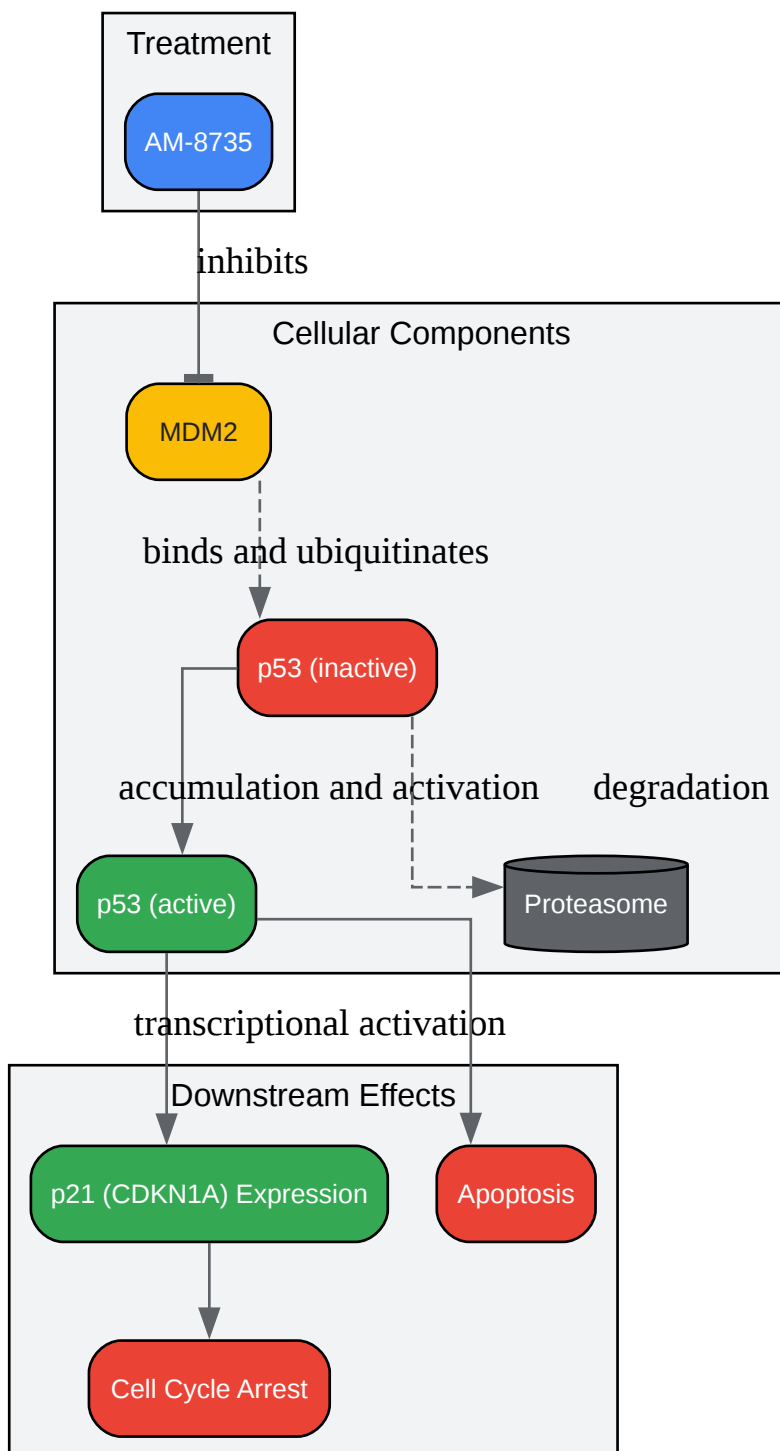 Treatment
AM-8735
inhibits
Cellular Components
MDM2
binds and ubiquitinates
p53 (inactive)
accumulation and activation
degradation
p53 (active)
Proteasome
transcriptional activation
Downstream Effects
p21 (CDKN1A) Expression
Apoptosis
Cell Cycle Arrest